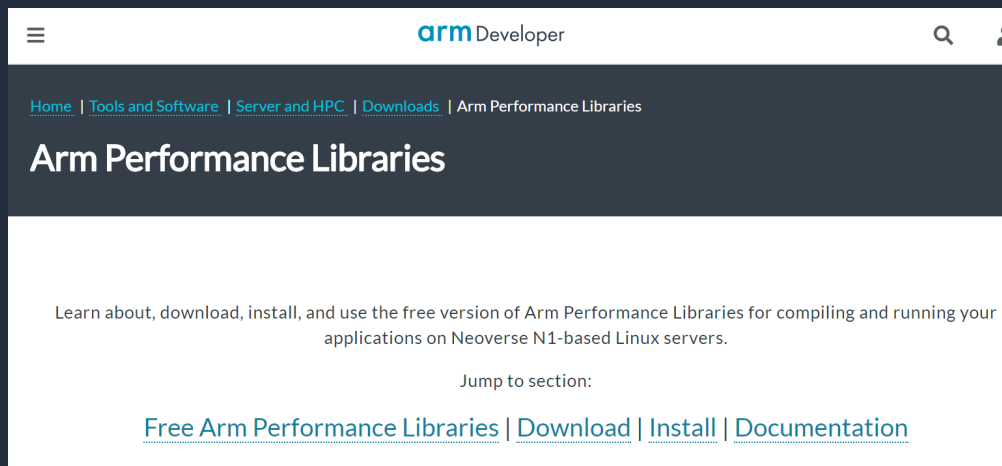 arm Developer
Home | Tools and Software | Server and HPC | Downloads | Arm Performance Libraries
Arm Performance Libraries
Learn about, download, install, and use the free version of Arm Performance Libraries for compiling and running your
applications on Neoverse N1-based Linux servers.
Jump to section:
Free Arm Performance Libraries | Download | Install | Documentation